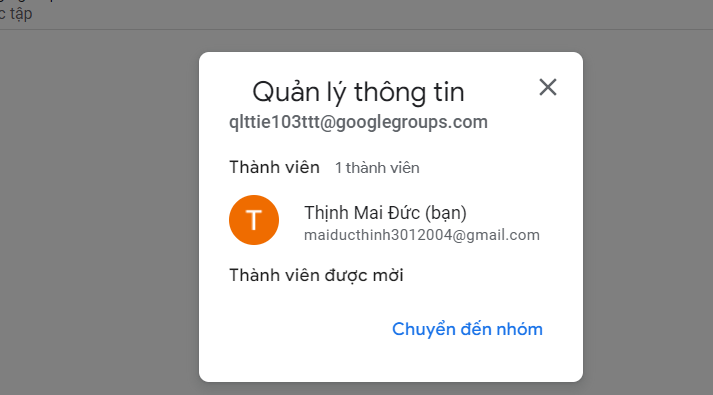 c tập
Quản lý thông tin
qlttie103ttt@googlegroups.com
Thành viên 1 thành viên
T
Thịnh Mai Đức (bạn)
maiducthinh3012004@gmail.com
Thành viên được mời
Chuyển đến nhóm